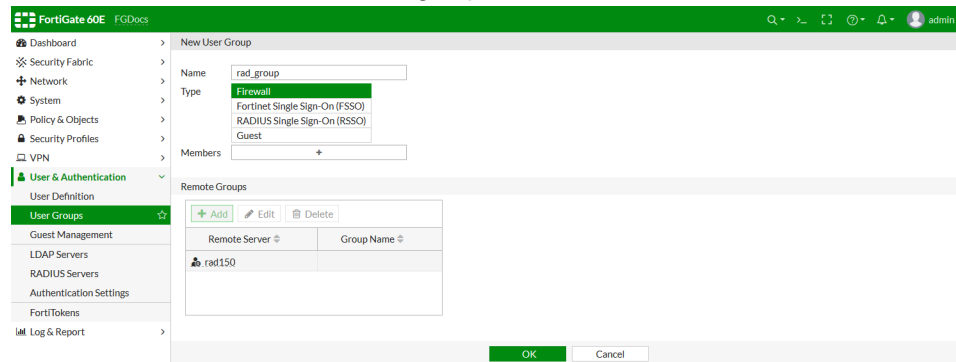 FortiGate 60E FGDocs admin
Dashboard
Security Fabric
Network
System
Policy & Objects
Security Profiles
VPN
User & Authentication
User Definition
User Groups
Guest Management
LDAP Servers
RADIUS Servers
Authentication Settings
FortiTokens
Log & Report
New User Group
Name rad_group
Type Firewall
Fortinet Single Sign-On (FSSO)
RADIUS Single Sign-On (RSSO)
Guest
Members +
Remote Groups
+ Add Edit Delete
Remote Server Group Name
rad150
OK Cancel